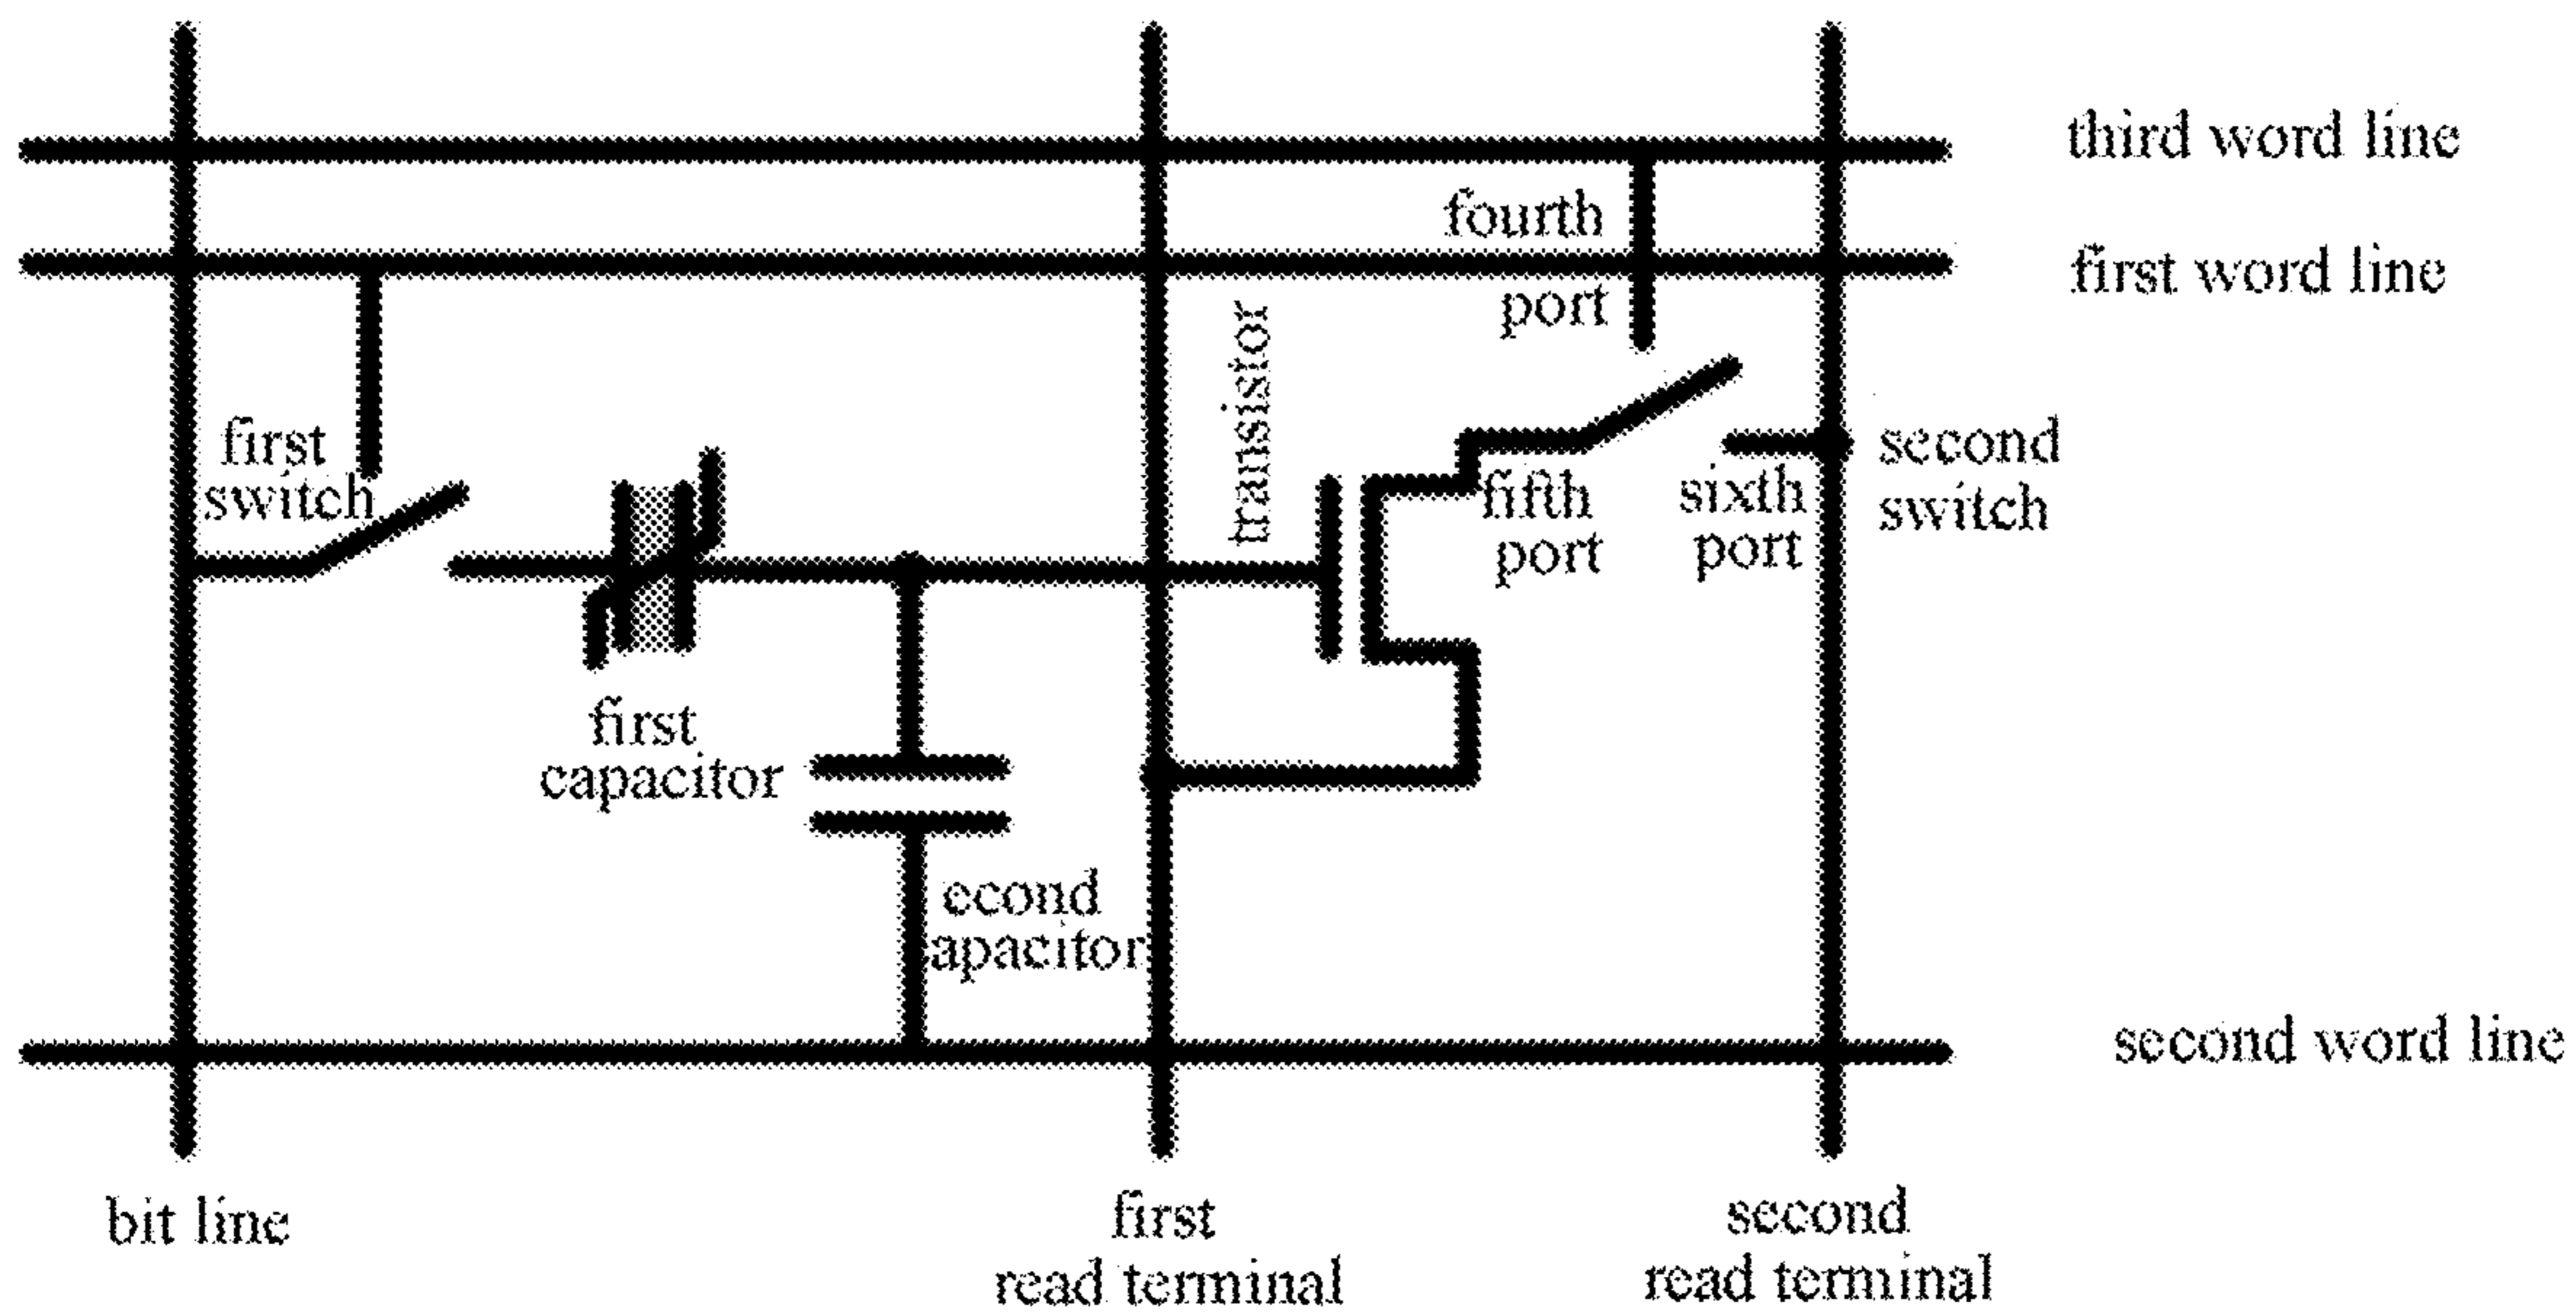 third word line
fourth
port
first word line
transistor
first
switch
fifth
port
sixth
port
second
switch
first
capacitor
econd
apacitor
second word line
bit line
first
read terminal
second
read terminal